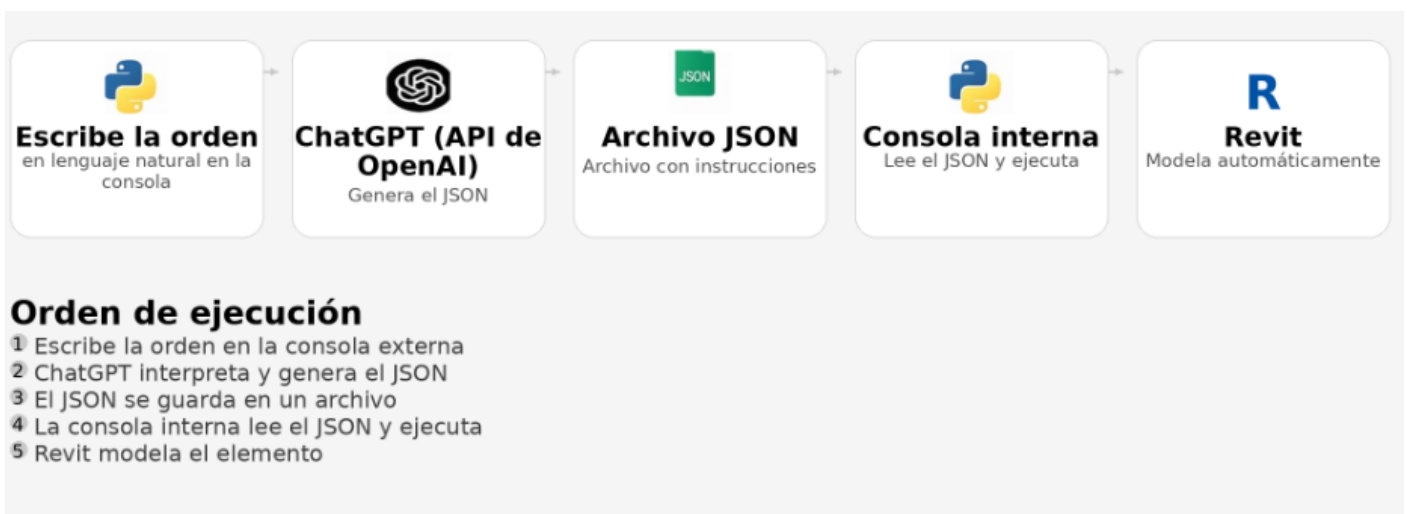 Escribe la orden
en lenguaje natural en la
consola
ChatGPT (API de
OpenAI)
Genera el JSON
JSON
Archivo JSON
Archivo con instrucciones
Consola interna
Lee el JSON y ejecuta
R
Revit
Modela automáticamente
Orden de ejecución
1 Escribe la orden en la consola externa
2 ChatGPT interpreta y genera el JSON
3 El JSON se guarda en un archivo
4 La consola interna lee el JSON y ejecuta
5 Revit modela el elemento